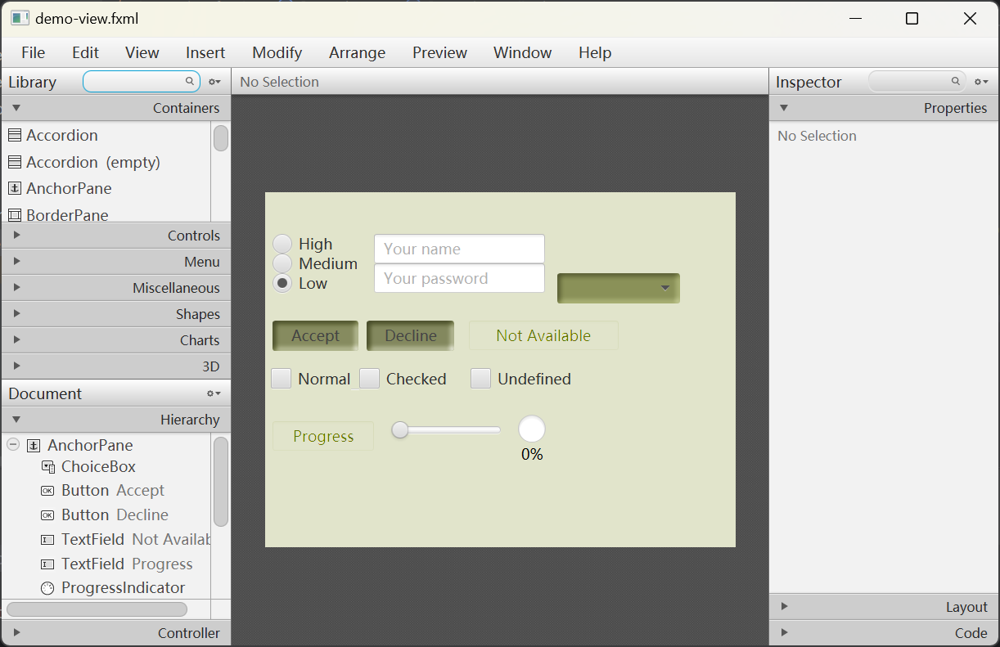 demo-view.fxml
File Edit View Insert Modify Arrange Preview Window Help
Library
Containers
Accordion
Accordion (empty)
AnchorPane
BorderPane
Controls
Menu
Miscellaneous
Shapes
Charts
3D
Document
Hierarchy
AnchorPane
ChoiceBox
OK Button Accept
OK Button Decline
TextField Not Availab
TextField Progress
ProgressIndicator
Controller
No Selection
High
Medium
Low
Your name
Your password
Accept Decline Not Available
Normal Checked Undefined
Progress
0%
Inspector
Properties
No Selection
Layout
Code